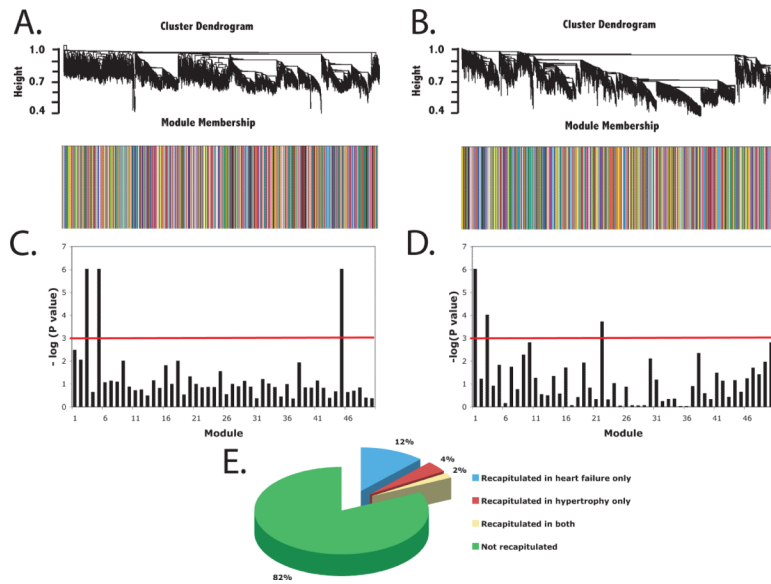 A.
Cluster Dendrogram
1.0
0.7
0.4
Height
Module Membership
B.
Cluster Dendrogram
1.0
0.7
0.4
Height
Module Membership
C.
7
6
5
4
3
2
1
0
- log (P value)
1 6 11 16 21 26 31 36 41 46
Module
D.
7
6
5
4
3
2
1
0
-log(P value)
1 6 11 16 21 26 31 36 41 46
Module
E.
12%
4%
2%
82%
Recapitulated in heart failure only
Recapitulated in hypertrophy only
Recapitulated in both
Not recapitulated